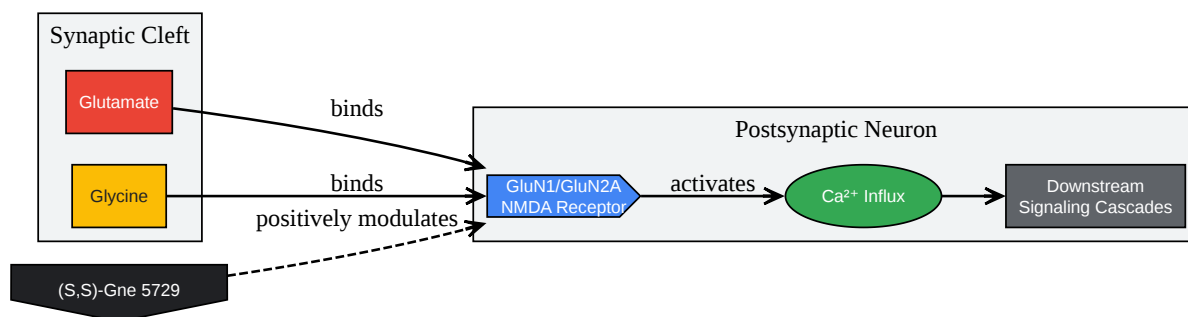 Synaptic Cleft
Glutamate
binds
Postsynaptic Neuron
Glycine
binds
GluN1/GluN2A
NMDA Receptor
activates
Ca²⁺ Influx
Downstream
Signaling Cascades
positively modulates
(S,S)-Gne 5729